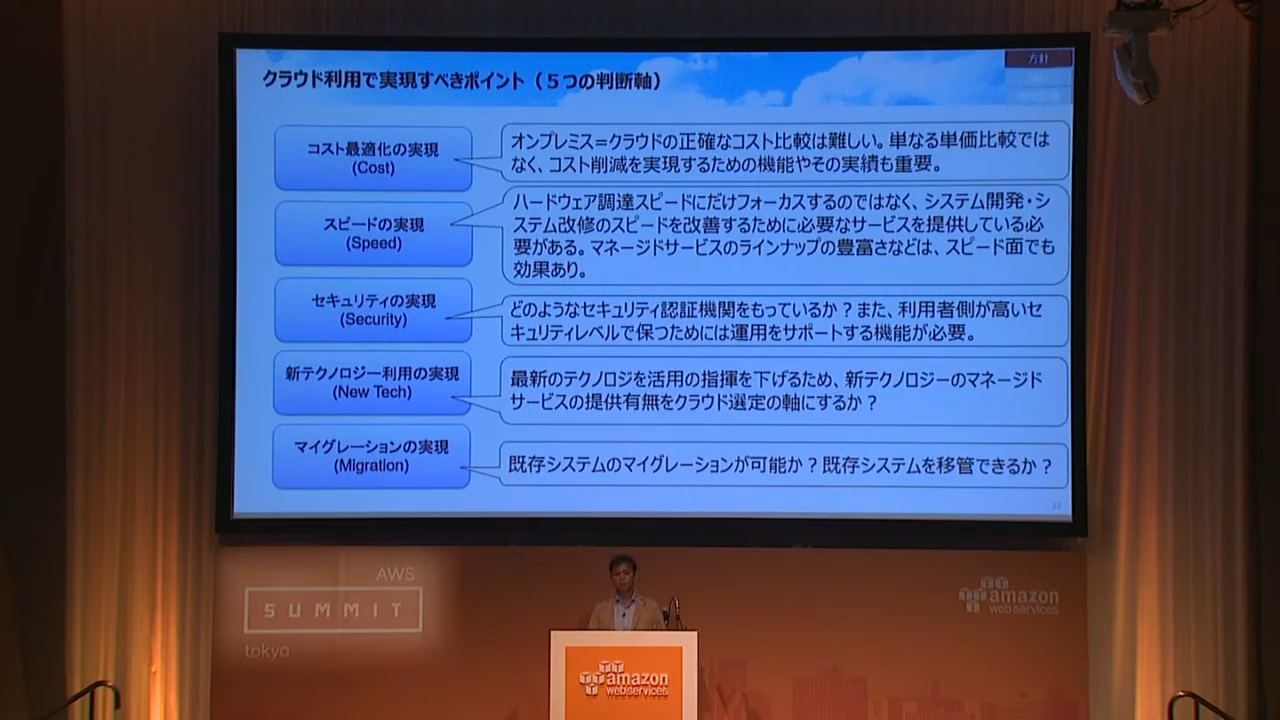 方針
クラウド利用で実現すべきポイント（５つの判断軸）
コスト最適化の実現
(Cost)
オンプレミス＝クラウドの正確なコスト比較は難しい。単なる単価比較では
なく、コスト削減を実現するための機能やその実績も重要。
スピードの実現
(Speed)
ハードウェア調達スピードにだけフォーカスするのではなく、システム開発・シ
ステム改修のスピードを改善するために必要なサービスを提供している必
要がある。マネージドサービスのラインナップの豊富さなどは、スピード面でも
効果あり。
セキュリティの実現
(Security)
どのようなセキュリティ認証機関をもっているか？また、利用者側が高いセ
キュリティレベルで保つためには運用をサポートする機能が必要。
新テクノロジー利用の実現
(New Tech)
最新のテクノロジを活用の指揮を下げるため、新テクノロジーのマネージド
サービスの提供有無をクラウド選定の軸にするか？
マイグレーションの実現
(Migration)
既存システムのマイグレーションが可能か？既存システムを移管できるか？
12
AWS
SUMMIT
tokyo
amazon
web services
amazon
web services